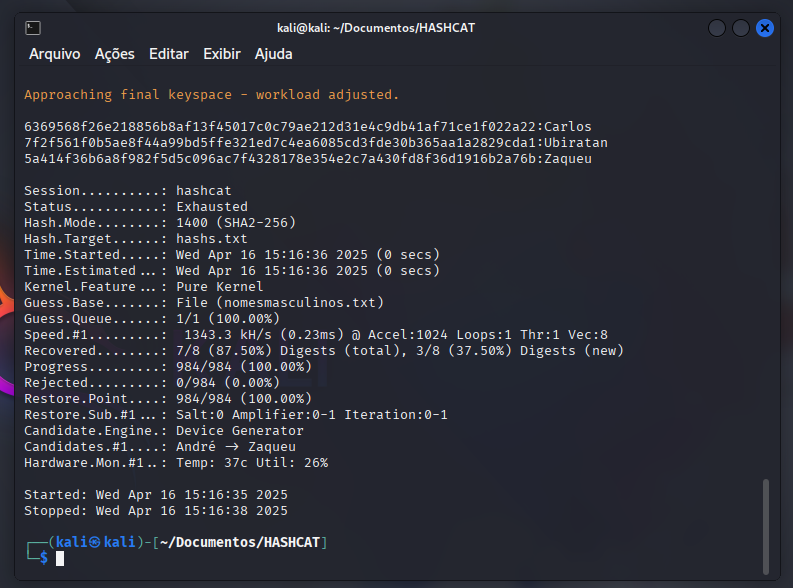 kali@kali: ~/Documentos/HASHCAT
Arquivo Ações Editar Exibir Ajuda
Approaching final keyspace - workload adjusted.
6369568f26e218856b8af13f45017c0c79ae212d31e4c9db41af71ce1f022a22:Carlos
7f2f561f0b5ae8f44a99bd5ffe321ed7c4ea6085cd3fde30b365aa1a2829cda1:Ubiratan
5a414f36b6a8f982f5d5c096ac7f4328178e354e2c7a430fd8f36d1916b2a76b:Zaqueu
Session..........: hashcat
Status...........: Exhausted
Hash.Mode........: 1400 (SHA2-256)
Hash.Target......: hashs.txt
Time.Started.....: Wed Apr 16 15:16:36 2025 (0 secs)
Time.Estimated...: Wed Apr 16 15:16:36 2025 (0 secs)
Kernel.Feature...: Pure Kernel
Guess.Base.......: File (nomesmasculinos.txt)
Guess.Queue......: 1/1 (100.00%)
Speed.#1.........:  1343.3 kH/s (0.23ms) @ Accel:1024 Loops:1 Thr:1 Vec:8
Recovered........: 7/8 (87.50%) Digests (total), 3/8 (37.50%) Digests (new)
Progress.........: 984/984 (100.00%)
Rejected.........: 0/984 (0.00%)
Restore.Point....: 984/984 (100.00%)
Restore.Sub.#1...: Salt:0 Amplifier:0-1 Iteration:0-1
Candidate.Engine.: Device Generator
Candidates.#1....: André -> Zaqueu
Hardware.Mon.#1..: Temp: 37c Util: 26%
Started: Wed Apr 16 15:16:35 2025
Stopped: Wed Apr 16 15:16:38 2025
┌──(kali㉿kali)-[~/Documentos/HASHCAT]
└─$